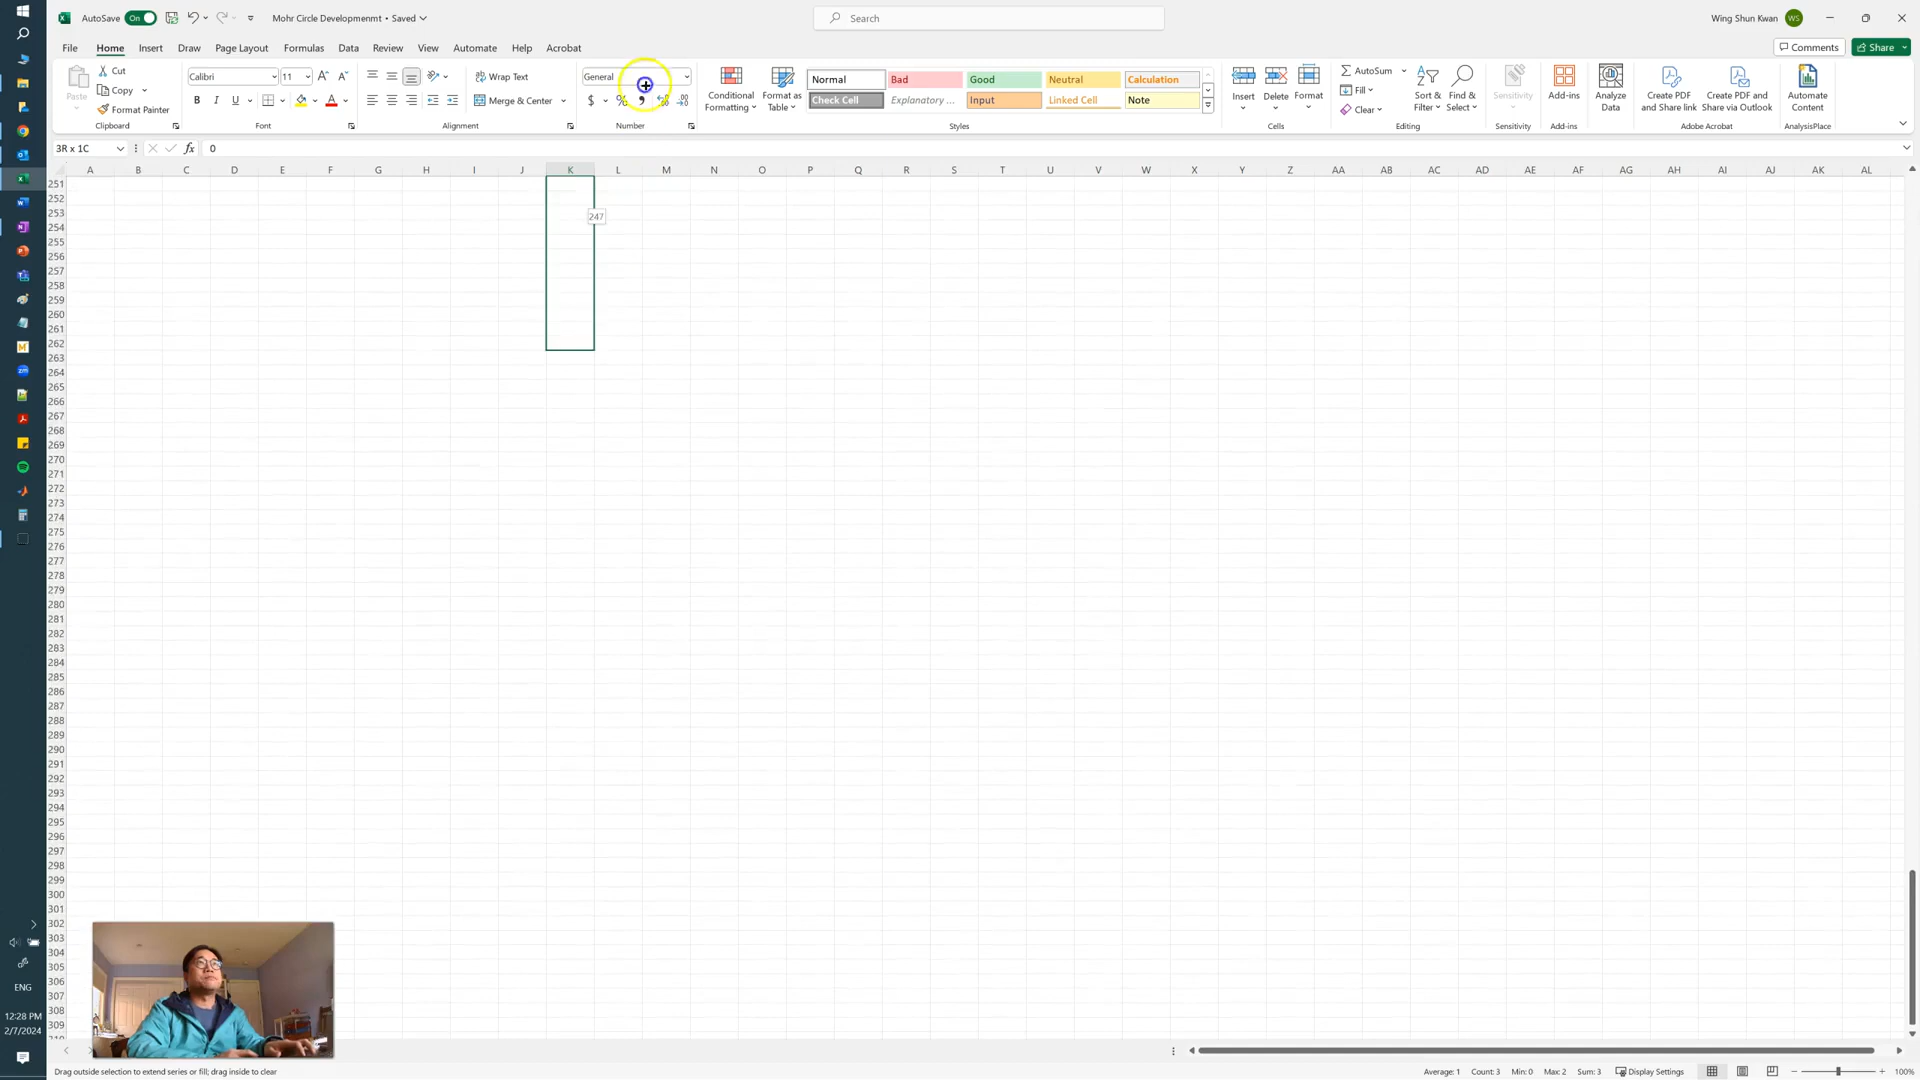 AutoSave On Mohr Circle Developmenmt • Saved Search Wing Shun Kwan WS
File Home Insert Draw Page Layout Formulas Data Review View Automate Help Acrobat Comments Share
Paste Cut Copy Format Painter Clipboard
Calibri 11 B I U Font
Wrap Text Merge & Center Alignment
General $ % Number
Conditional Formatting Format as Table
Normal Bad Good Neutral Calculation
Check Cell Explanatory ... Input Linked Cell Note
Styles
Insert Delete Format Cells
AutoSum Fill Clear Sort & Filter Find & Select Editing
Sensitivity Sensitivity
Add-ins Add-ins
Analyze Data
Create PDF and Share link Create PDF and Share via Outlook Adobe Acrobat
Automate Content AnalysisPlace
3R x 1C fx 0
A B C D E F G H I J K L M N O P Q R S T U V W X Y Z AA AB AC AD AE AF AG AH AI AJ AK AL
251
252
253
247
254
255
256
257
258
259
260
261
262
263
264
265
266
267
268
269
270
271
272
273
274
275
276
277
278
279
280
281
282
283
284
285
286
287
288
289
290
291
292
293
294
295
296
297
298
299
300
301
302
303
304
305
306
307
308
309
ENG
12:28 PM
2/7/2024
Drag outside selection to extend series or fill; drag inside to clear Average: 1 Count: 3 Min: 0 Max: 2 Sum: 3 Display Settings 100%